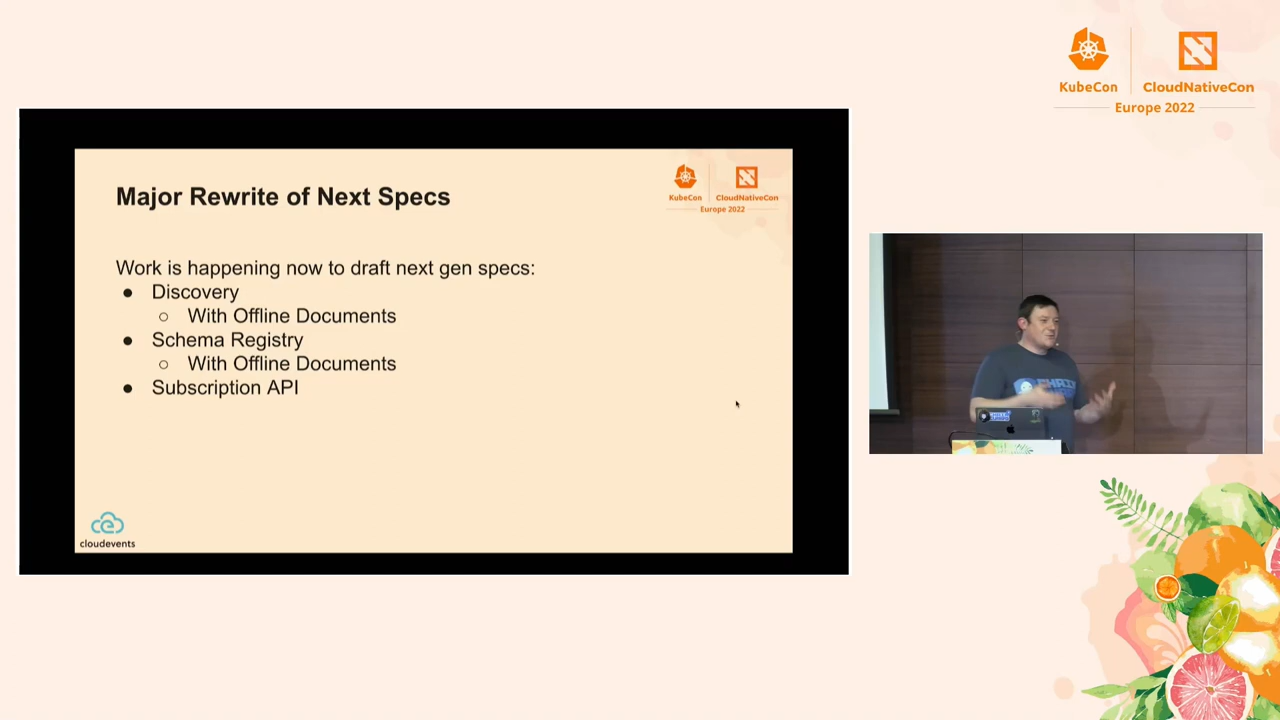 KubeCon
CloudNativeCon
Europe 2022
Major Rewrite of Next Specs
KubeCon
CloudNativeCon
Europe 2022
Work is happening now to draft next gen specs:
● Discovery
○ With Offline Documents
● Schema Registry
○ With Offline Documents
● Subscription API
cloudevents